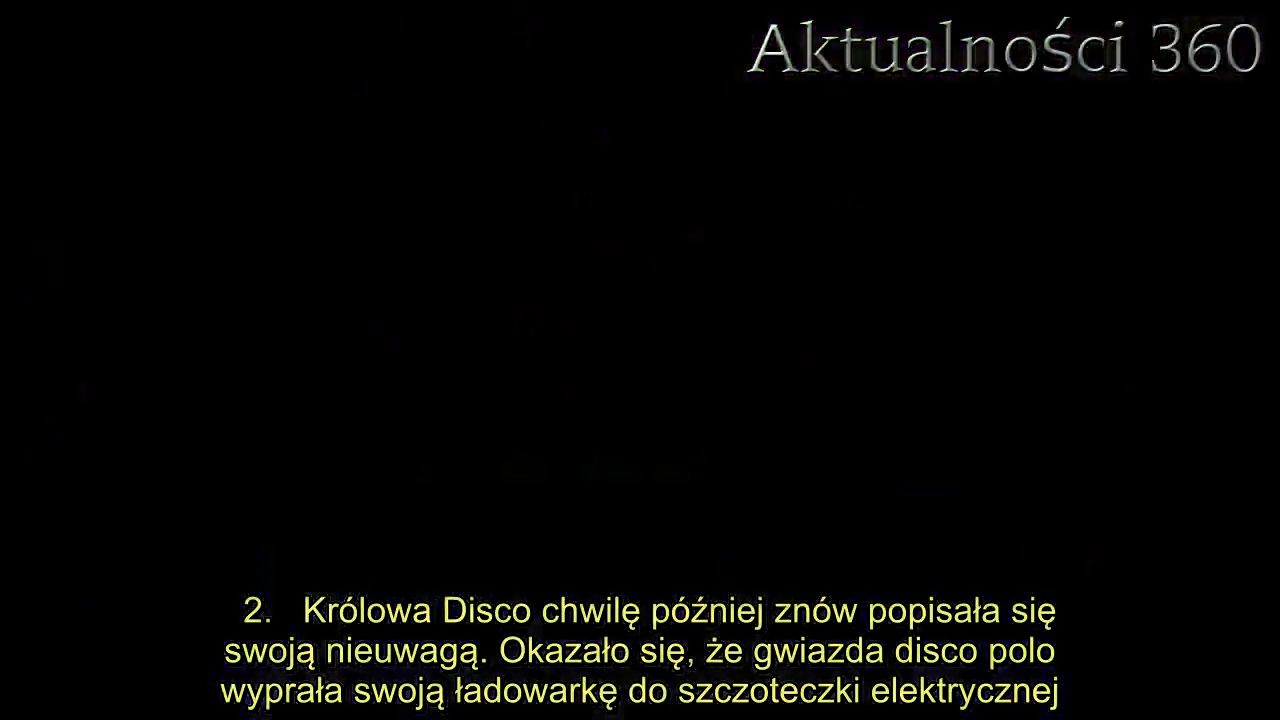 Aktualności 360
2. Królowa Disco chwilę później znów popisała się
swoją nieuwagą. Okazało się, że gwiazda disco polo
wyprała swoją ładowarkę do szczoteczki elektrycznej